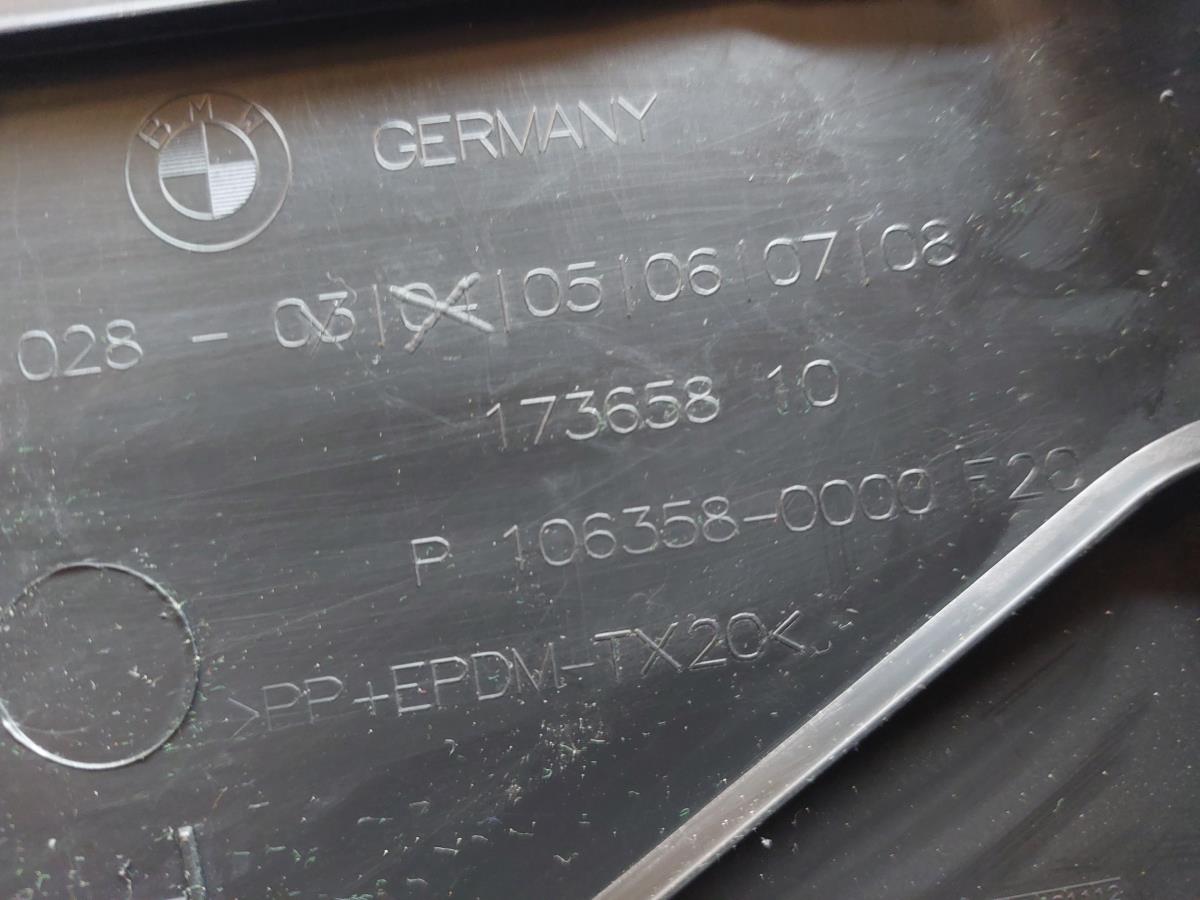 BMW
GERMANY
028 - 03|04|05|06|07|08
173658 10
P 106358-0000 F20
>PP+EPDM-TX20<